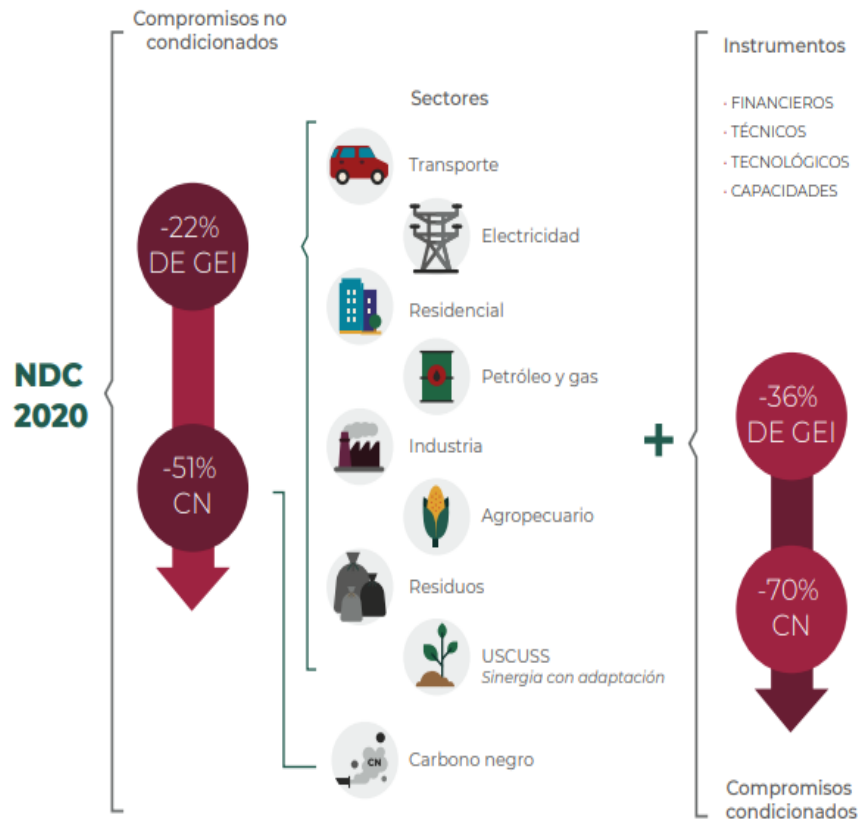 Compromisos no
condicionados
NDC
2020
-22%
DE GEI
-51%
CN
Sectores
Transporte
Electricidad
Residencial
Petróleo y gas
Industria
Agropecuario
Residuos
USCUSS
Sinergia con adaptación
CN
Carbono negro
+
Instrumentos
· FINANCIEROS
· TÉCNICOS
· TECNOLÓGICOS
· CAPACIDADES
-36%
DE GEI
-70%
CN
Compromisos
condicionados